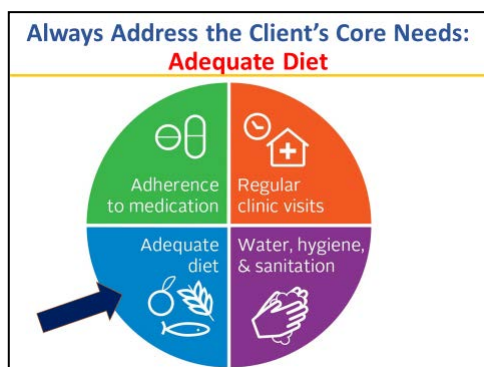 Always Address the Client's Core Needs:
Adequate Diet
Adherence
to medication
Regular
clinic visits
Adequate
diet
Water, hygiene,
& sanitation